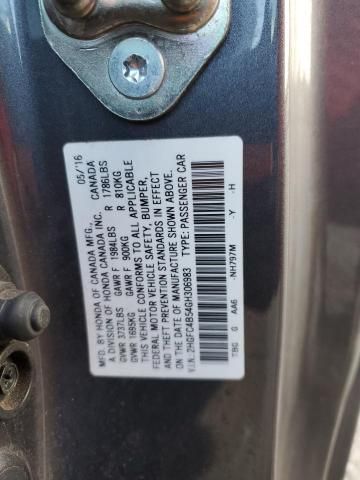 MFD. BY HONDA OF CANADA MFG., 05/'16
A DIVISION OF HONDA CANADA INC. CANADA
GVWR 3737LBS GAWR F 1984LBS R 1786LBS
GVWR 1695KG GAWR F 900KG R 810KG
THIS VEHICLE CONFORMS TO ALL APPLICABLE
FEDERAL MOTOR VEHICLE SAFETY, BUMPER,
AND THEFT PREVENTION STANDARDS IN EFFECT
ON THE DATE OF MANUFACTURE SHOWN ABOVE.
V.I.N. 2HGFC4B54GH306983 TYPE: PASSENGER CAR
TBG G AA6 -NH797M -Y -H